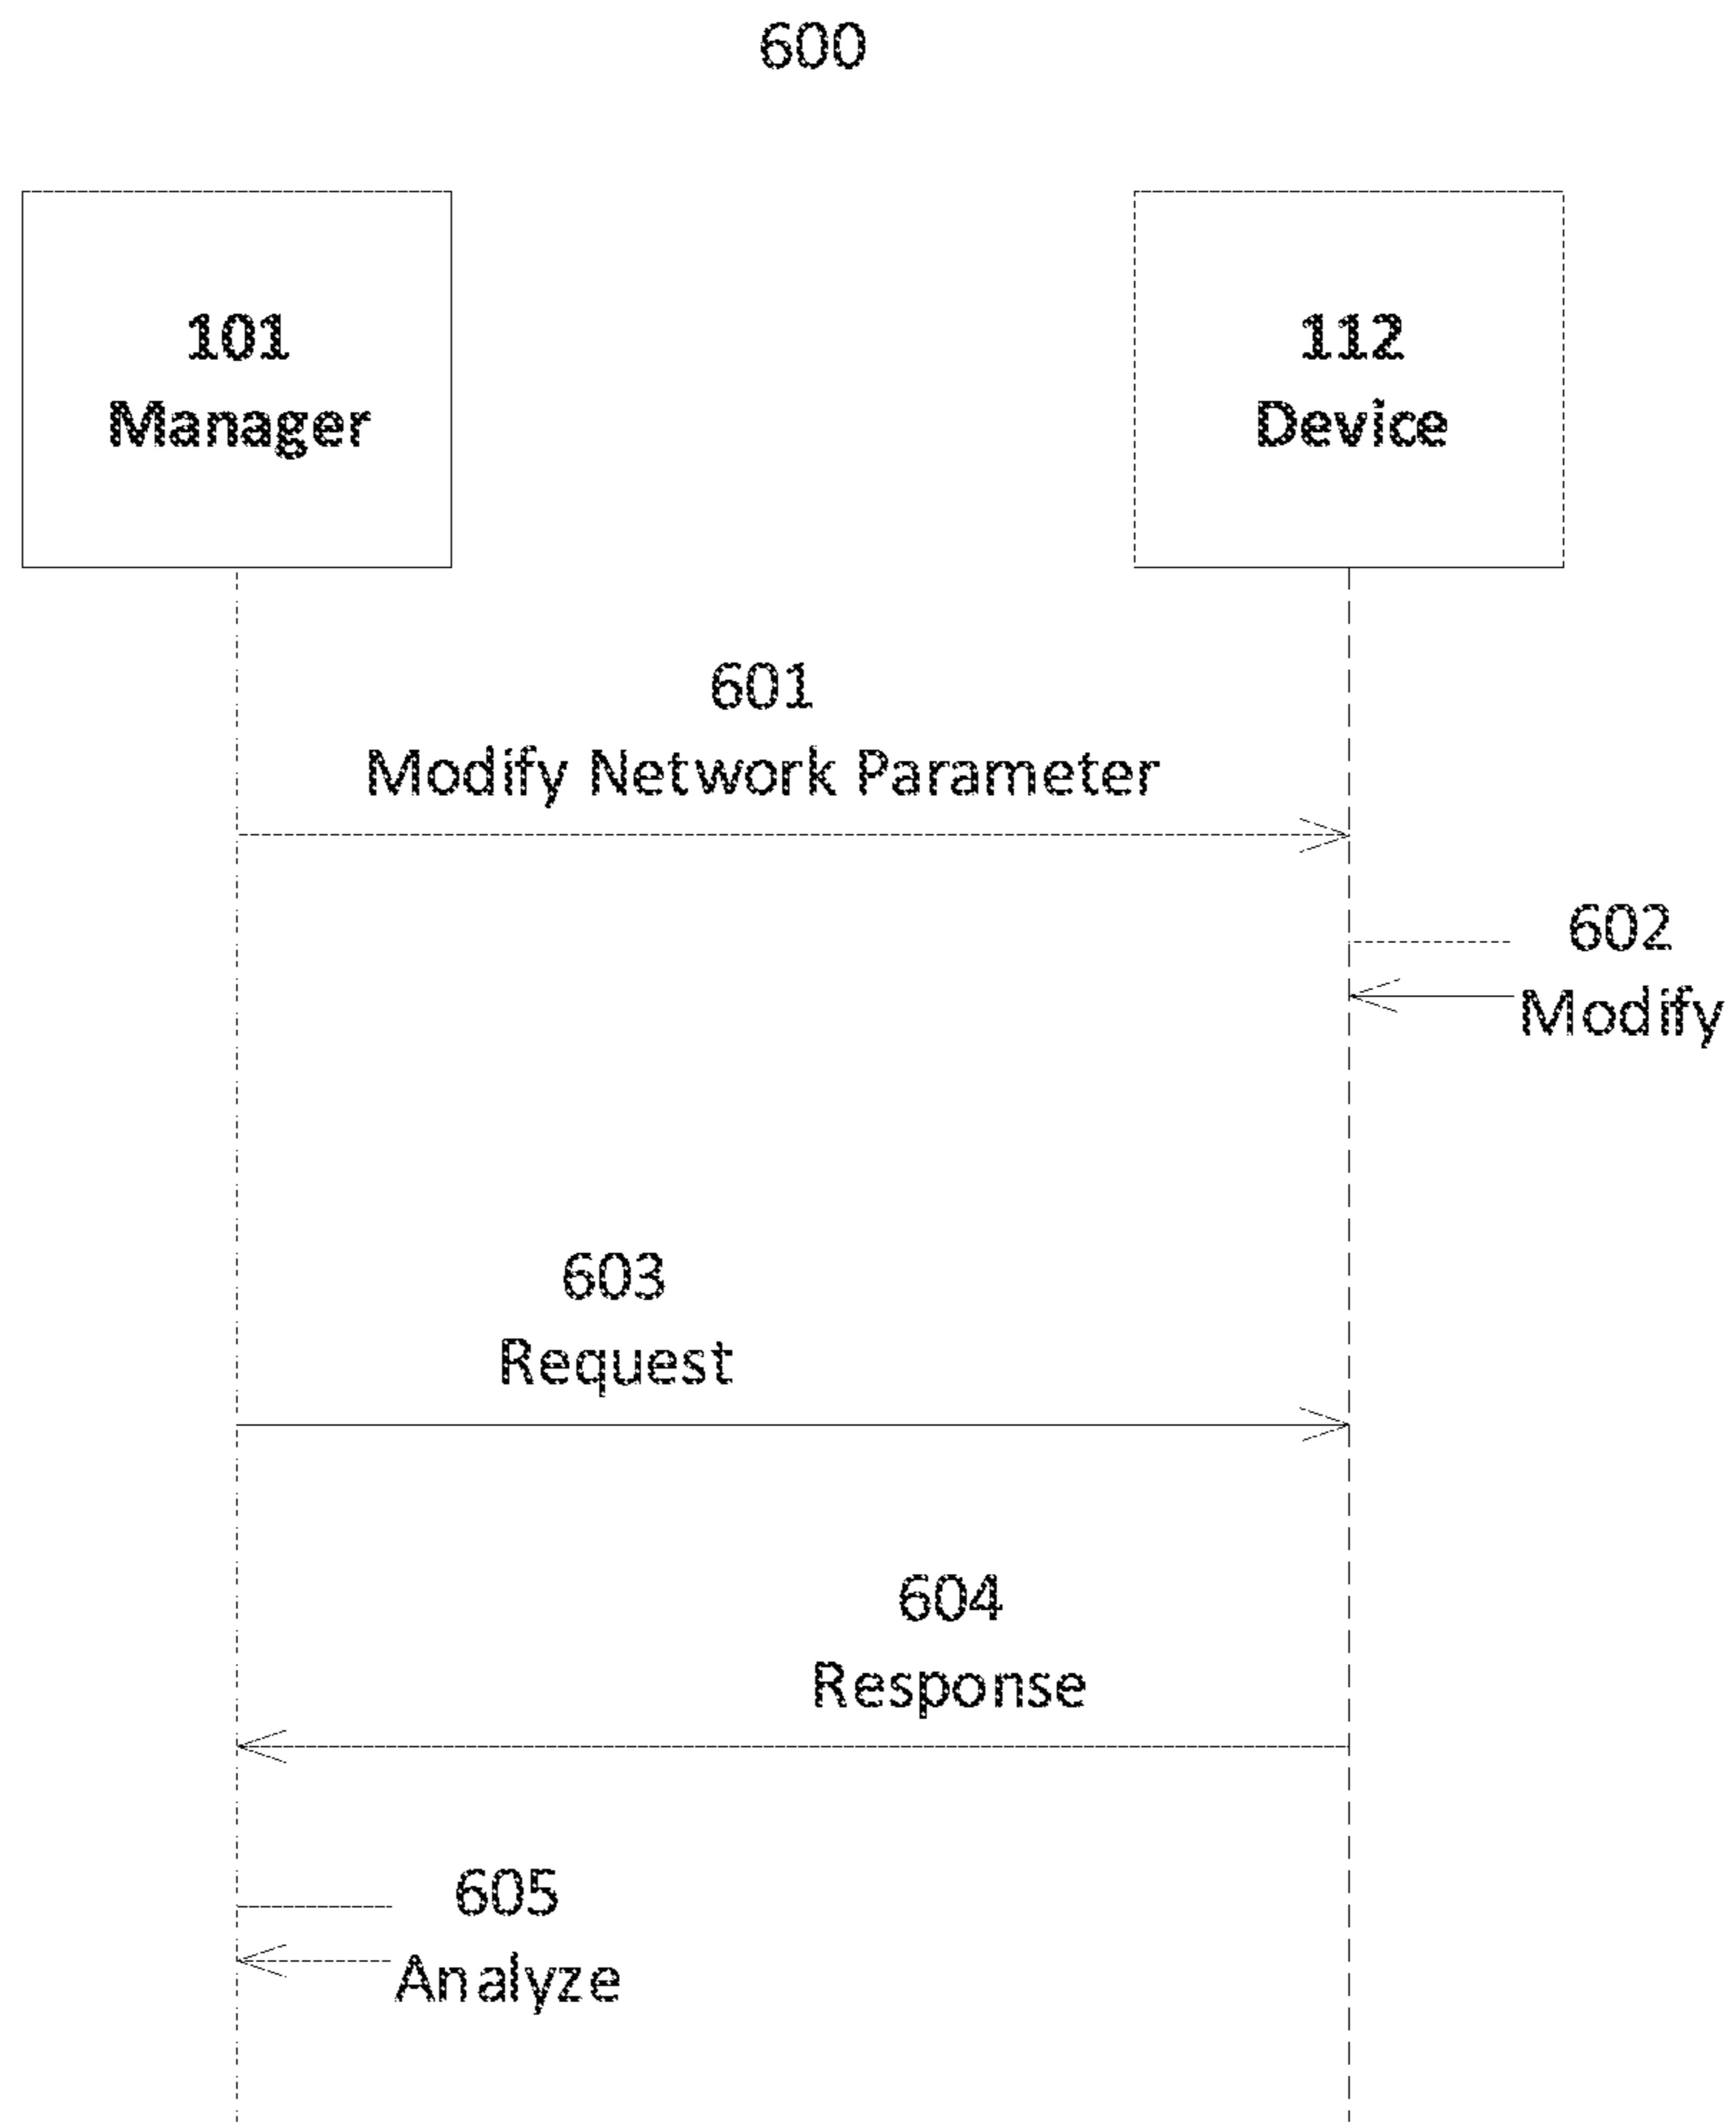 600
101
Manager
112
Device
601
Modify Network Parameter
602
Modify
603
Request
604
Response
605
Analyze